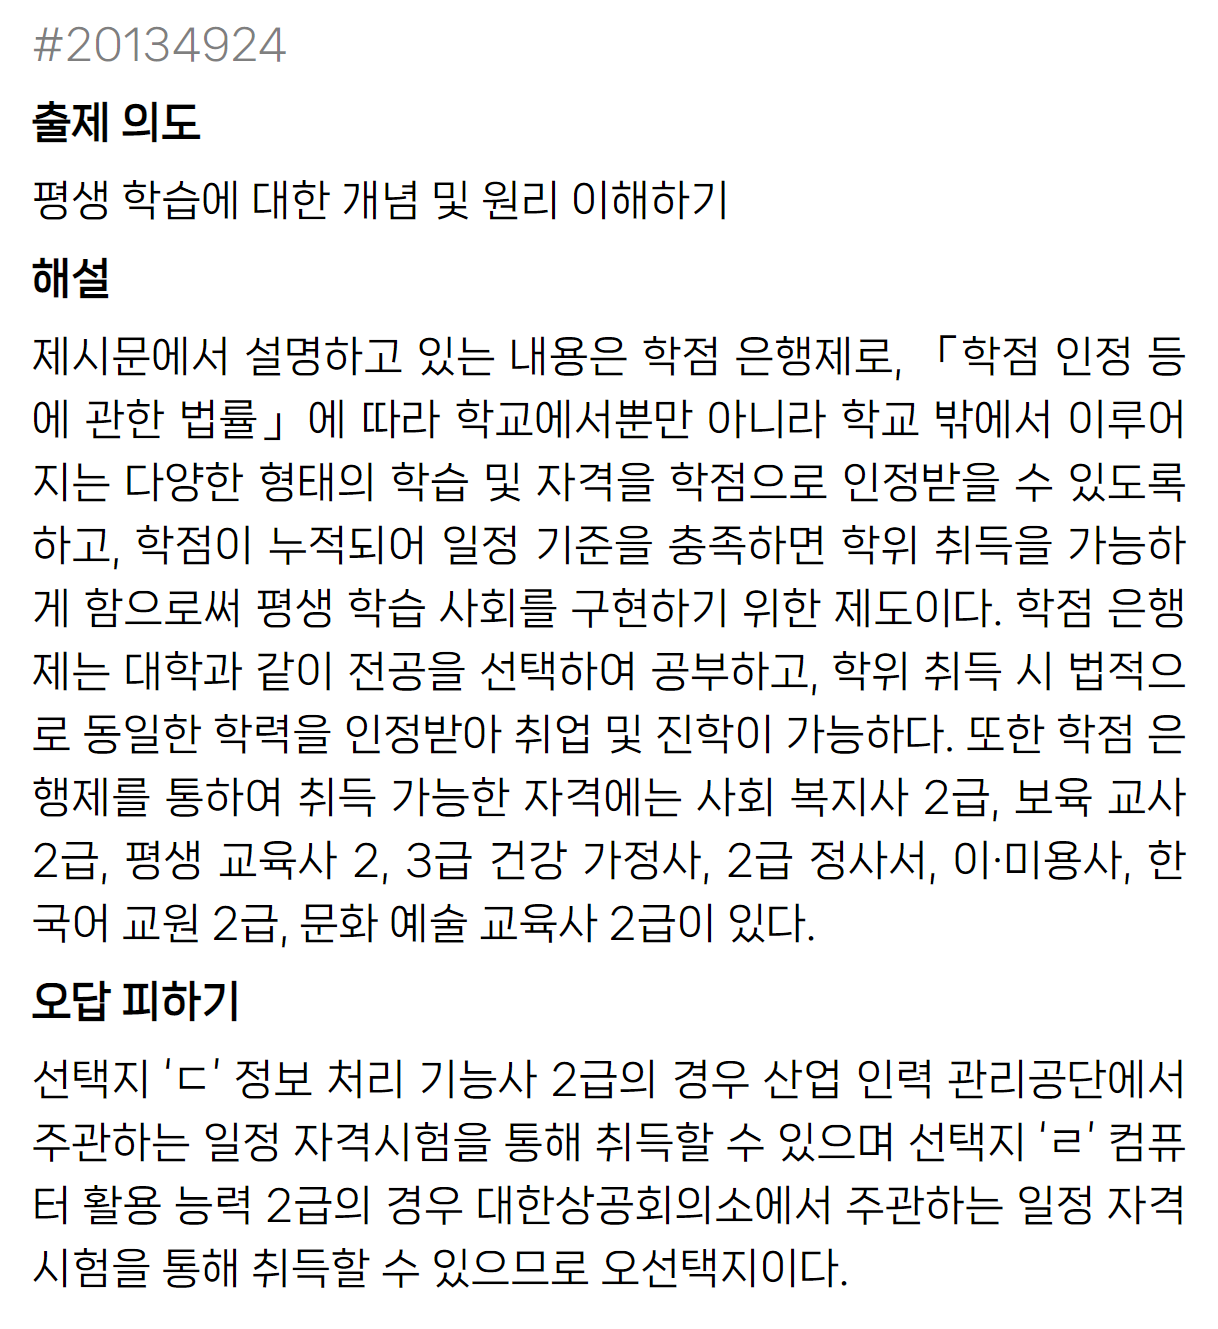 #20134924
출제 의도
평생 학습에 대한 개념 및 원리 이해하기
해설
제시문에서 설명하고 있는 내용은 학점 은행제로, 「학점 인정 등
에 관한 법률」에 따라 학교에서뿐만 아니라 학교 밖에서 이루어
지는 다양한 형태의 학습 및 자격을 학점으로 인정받을 수 있도록
하고, 학점이 누적되어 일정 기준을 충족하면 학위 취득을 가능하
게 함으로써 평생 학습 사회를 구현하기 위한 제도이다. 학점 은행
제는 대학과 같이 전공을 선택하여 공부하고, 학위 취득 시 법적으
로 동일한 학력을 인정받아 취업 및 진학이 가능하다. 또한 학점 은
행제를 통하여 취득 가능한 자격에는 사회 복지사 2급, 보육 교사
2급, 평생 교육사 2, 3급 건강 가정사, 2급 정사서, 이·미용사, 한
국어 교원 2급, 문화 예술 교육사 2급이 있다.
오답 피하기
선택지 'ㄷ' 정보 처리 기능사 2급의 경우 산업 인력 관리공단에서
주관하는 일정 자격시험을 통해 취득할 수 있으며 선택지 'ㄹ' 컴퓨
터 활용 능력 2급의 경우 대한상공회의소에서 주관하는 일정 자격
시험을 통해 취득할 수 있으므로 오선택지이다.